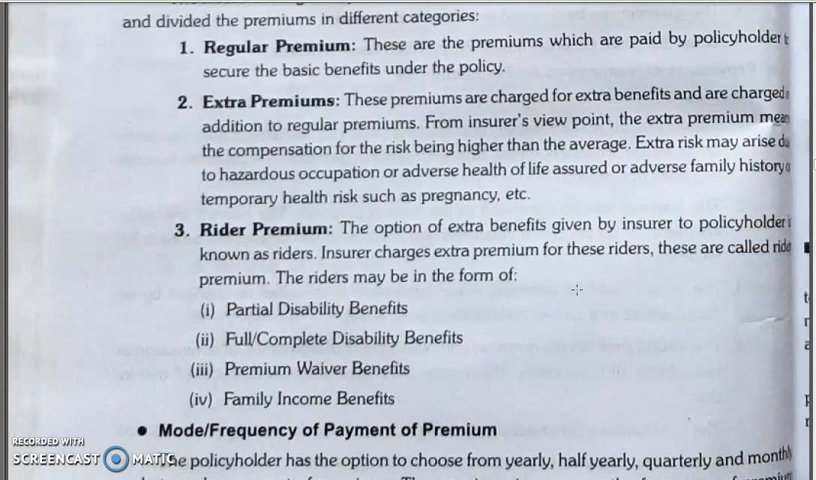 and divided the premiums in different categories:
1. Regular Premium: These are the premiums which are paid by policyholder
secure the basic benefits under the policy.
2. Extra Premiums: These premiums are charged for extra benefits and are charged
addition to regular premiums. From insurer's view point, the extra premium mean
the compensation for the risk being higher than the average. Extra risk may arise du
to hazardous occupation or adverse health of life assured or adverse family history o
temporary health risk such as pregnancy, etc.
3. Rider Premium: The option of extra benefits given by insurer to policyholder i
known as riders. Insurer charges extra premium for these riders, these are called ride
premium. The riders may be in the form of:
(i) Partial Disability Benefits
(ii) Full/Complete Disability Benefits
(iii) Premium Waiver Benefits
(iv) Family Income Benefits
• Mode/Frequency of Payment of Premium
he policyholder has the option to choose from yearly, half yearly, quarterly and monthly
RECORDED WITH
SCREENCAST MATIC